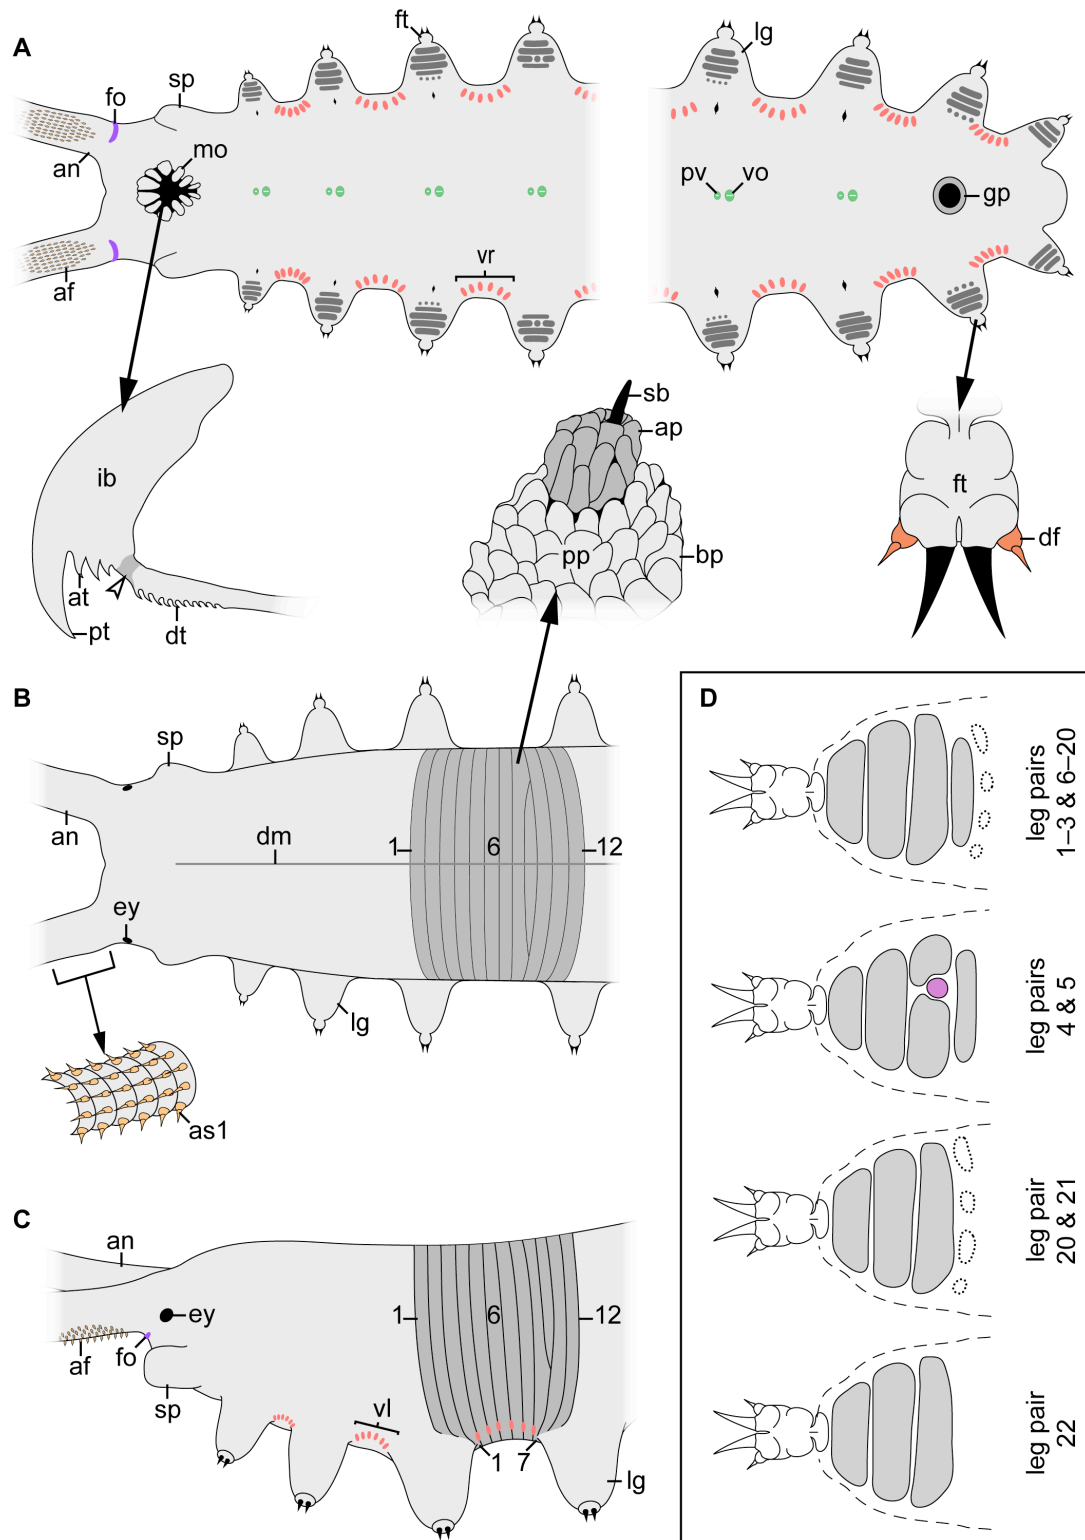 A
ft
lg
sp
fo
an
mo
pv
vo
gp
af
vr
sb
ap
ib
pp
bp
ft
df
at
pt
dt
B
sp
an
dm
1
6
12
ey
lg
as1
C
an
ey
1
6
12
af
fo
sp
vl
1
7
lg
D
leg pairs
1–3 & 6–20
leg pairs
4 & 5
leg pair
20 & 21
leg pair
22